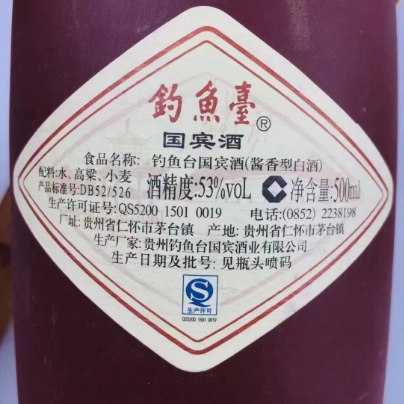 釣魚臺®
国宾酒
食品名称: 钓鱼台国宾酒(酱香型白酒)
配料:水、高粱、小麦
产品标准号:DB52/526
酒精度:53%voL 净含量:500ml
生产许可证号:QS5200 1501 0019 电话:(0852) 2238198
厂址:贵州省仁怀市茅台镇 产地:贵州省仁怀市茅台镇
生产厂家:贵州钓鱼台国宾酒业有限公司
生产日期及批号: 见瓶头喷码
QS
生产许可
QS5200 1501 0019